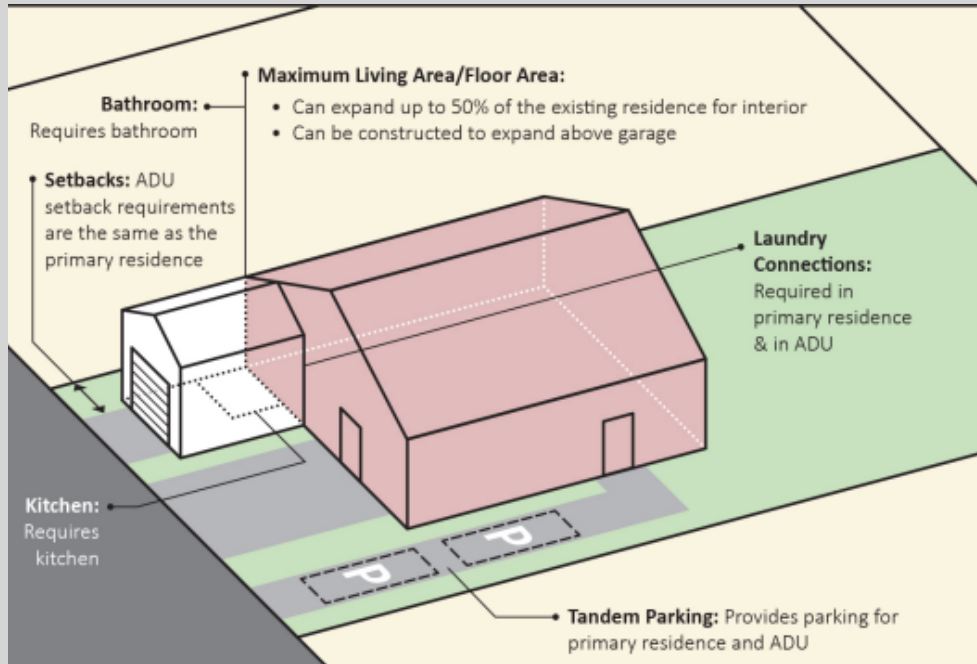 Maximum Living Area/Floor Area:
• Can expand up to 50% of the existing residence for interior
• Can be constructed to expand above garage
Bathroom:
Requires bathroom
Setbacks: ADU
setback requirements
are the same as the
primary residence
Laundry
Connections:
Required in
primary residence
& in ADU
Kitchen:
Requires
kitchen
P
P
Tandem Parking: Provides parking for
primary residence and ADU